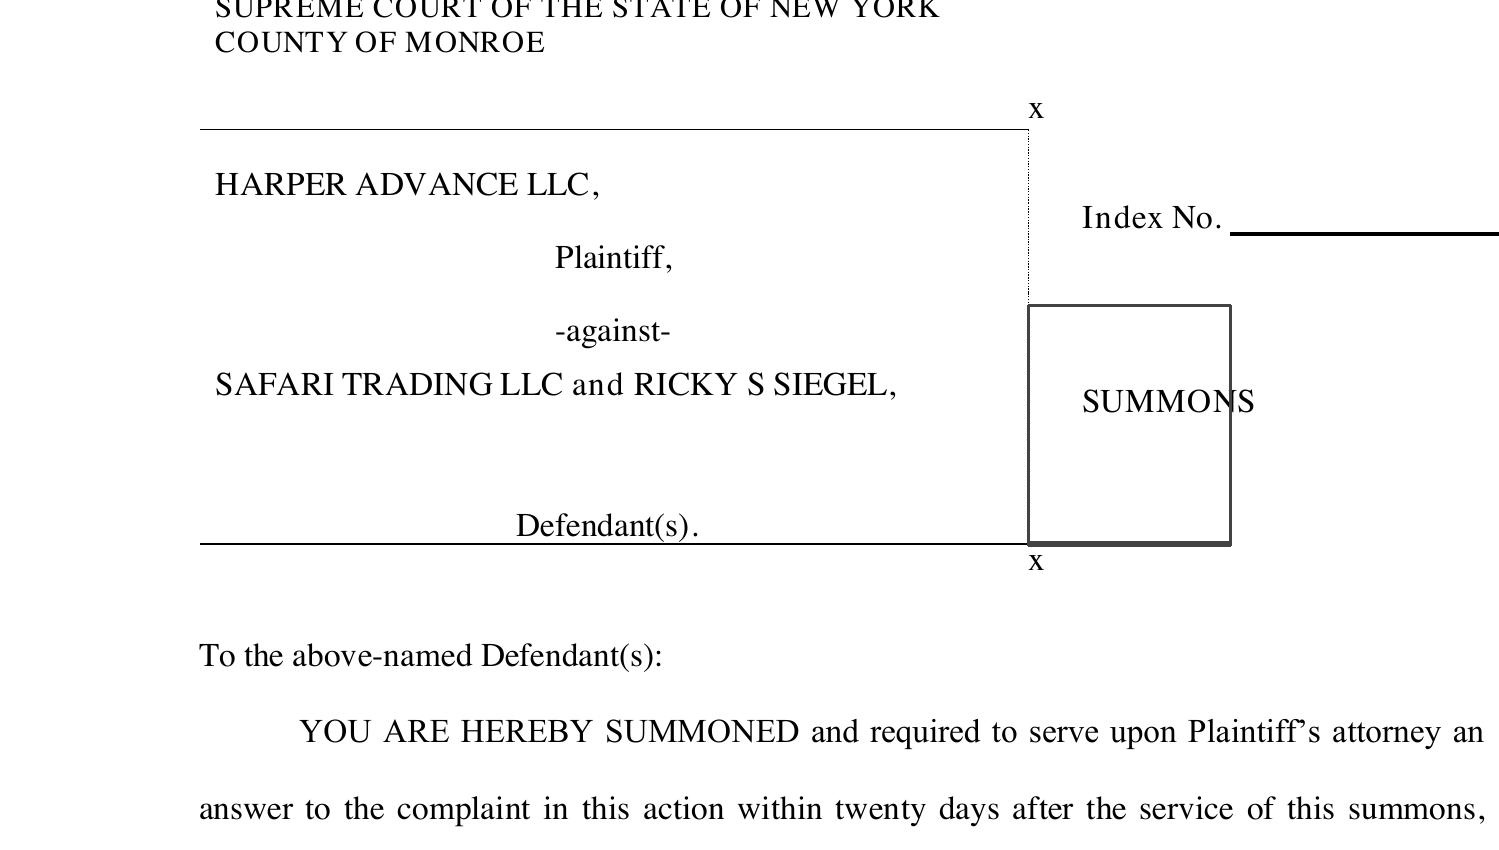 SUPREME COURT OF THE STATE OF NEW YORK
COUNTY OF MONROE
x
HARPER ADVANCE LLC,
Index No.
Plaintiff,
-against-
SAFARI TRADING LLC and RICKY S SIEGEL,
SUMMONS
Defendant(s).
x
To the above-named Defendant(s):
YOU ARE HEREBY SUMMONED and required to serve upon Plaintiff’s attorney an
answer to the complaint in this action within twenty days after the service of this summons,